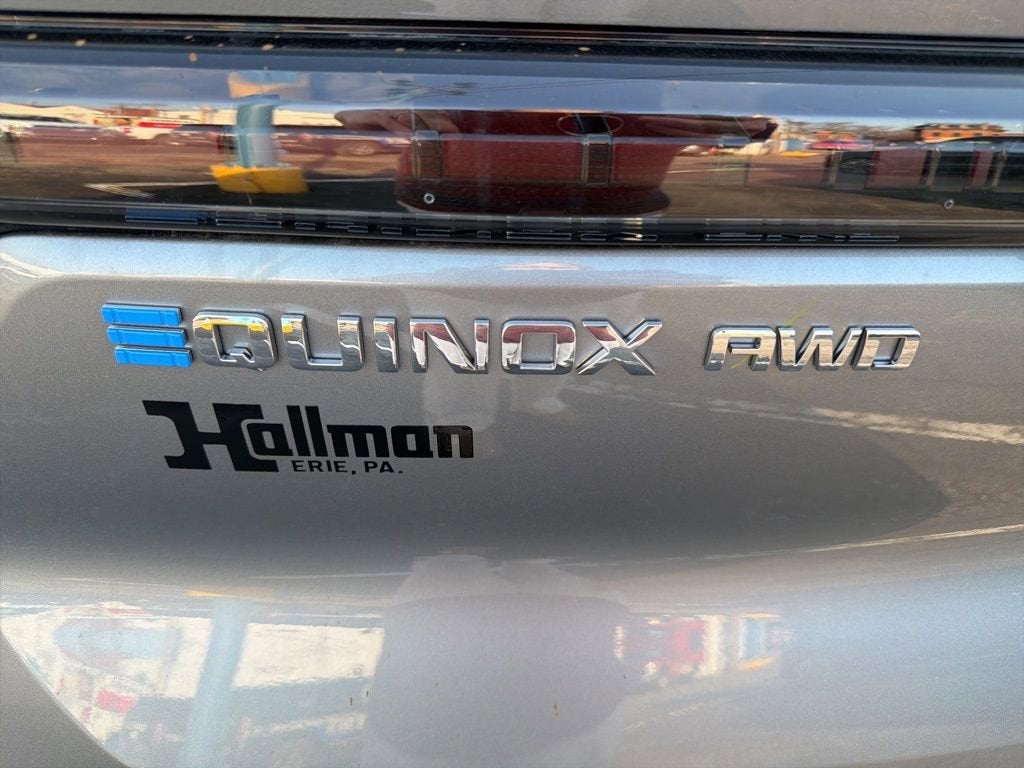 EQUINOX AWD
Hallman
ERIE, PA.